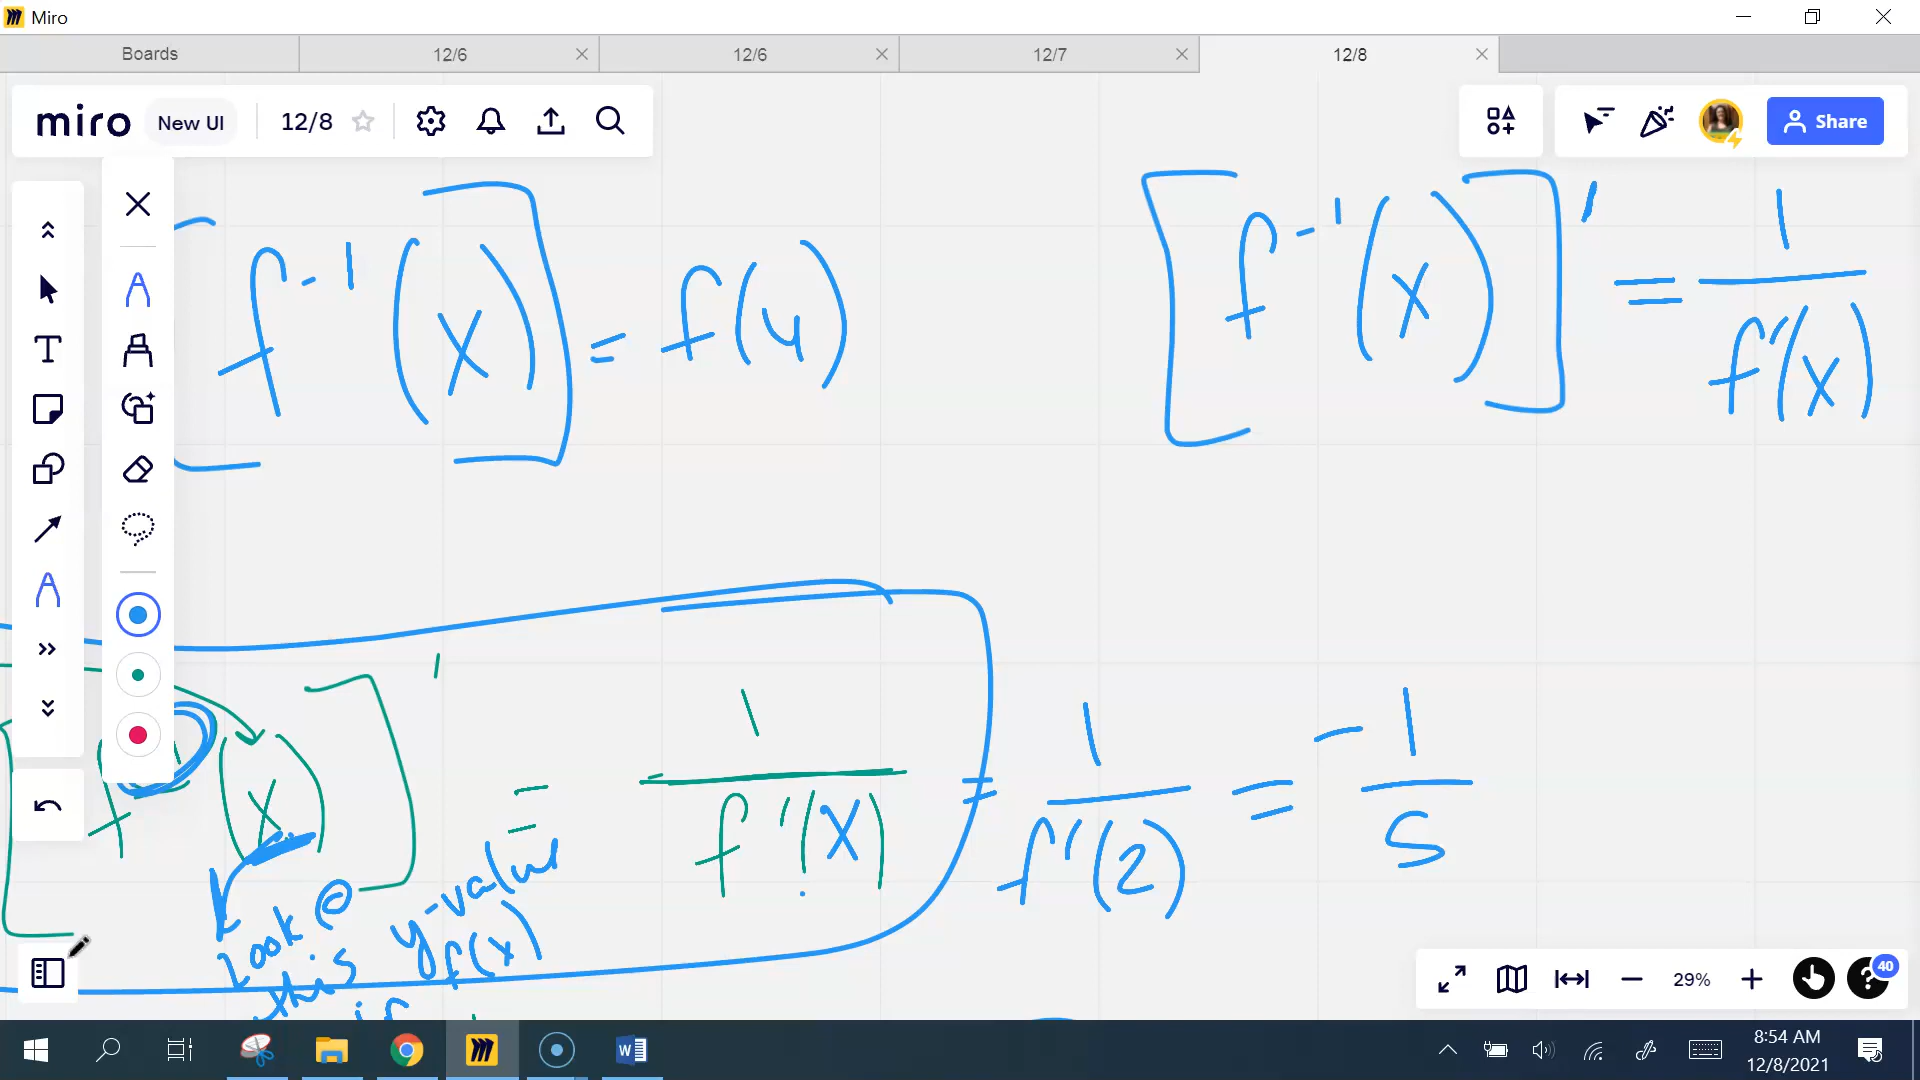 Miro
Boards
12/6
12/6
12/7
12/8
miro
New UI
12/8
Share
[f⁻¹(x)] = f(4)
[f⁻¹(x)]' = 1/f'(x)
[f (x)]' = 1/f'(x) = 1/f'(2) = -1/5
Look @
this y-value
f(x)
29%
40
8:54 AM
12/8/2021